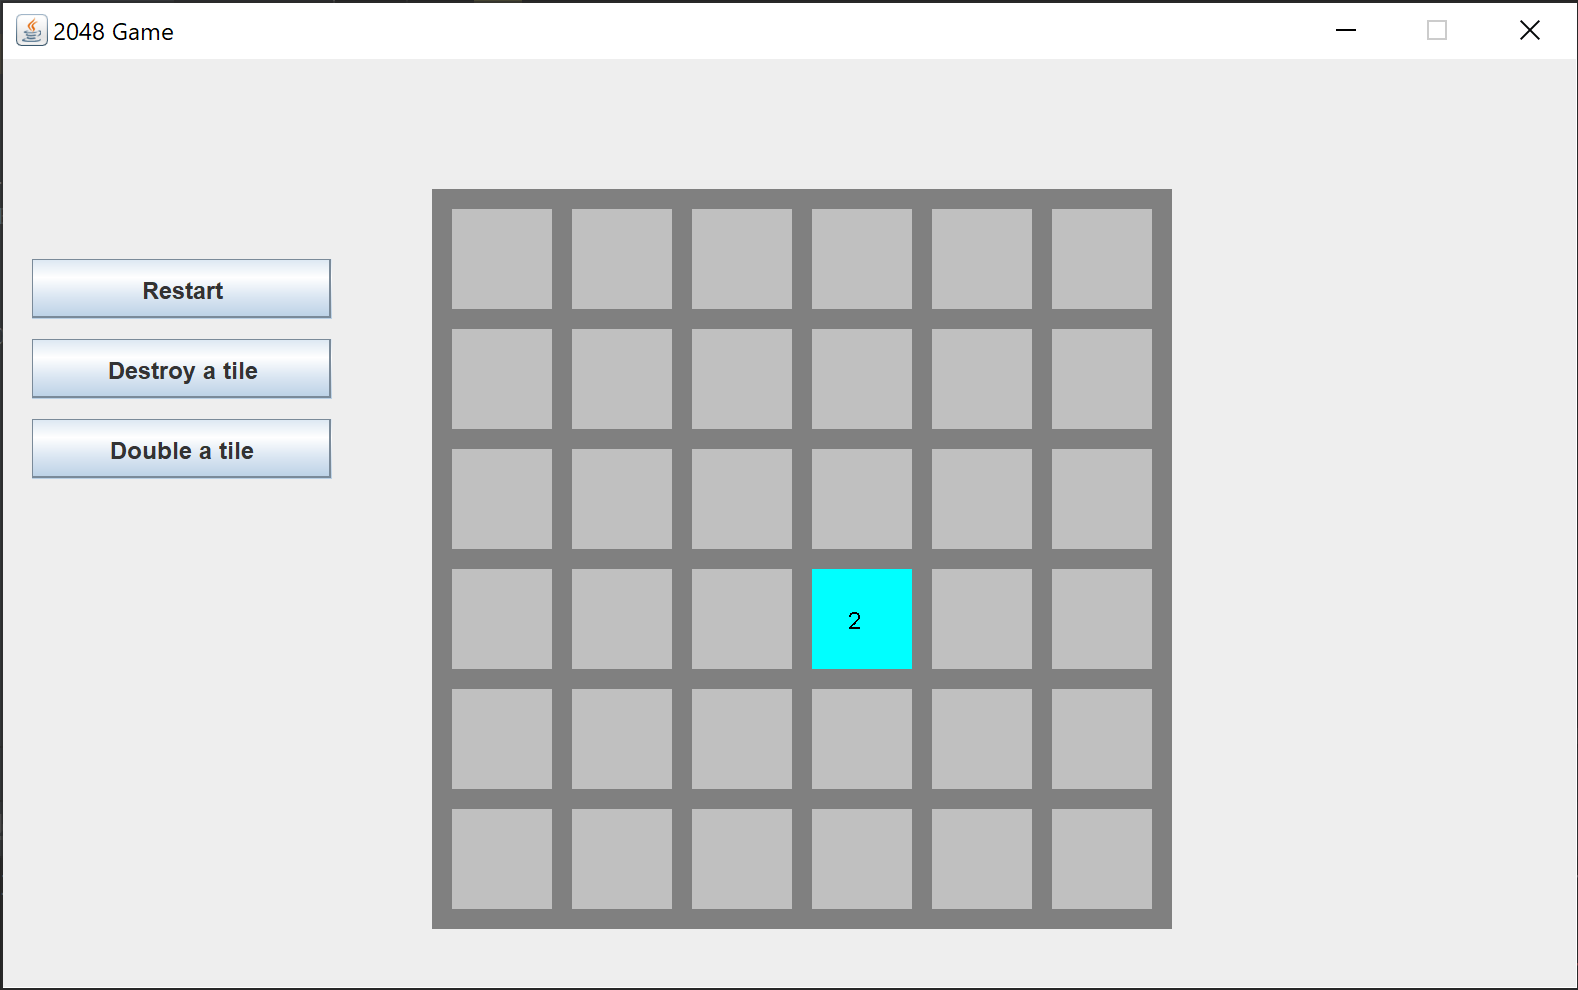 2048 Game
Restart
Destroy a tile
Double a tile
2